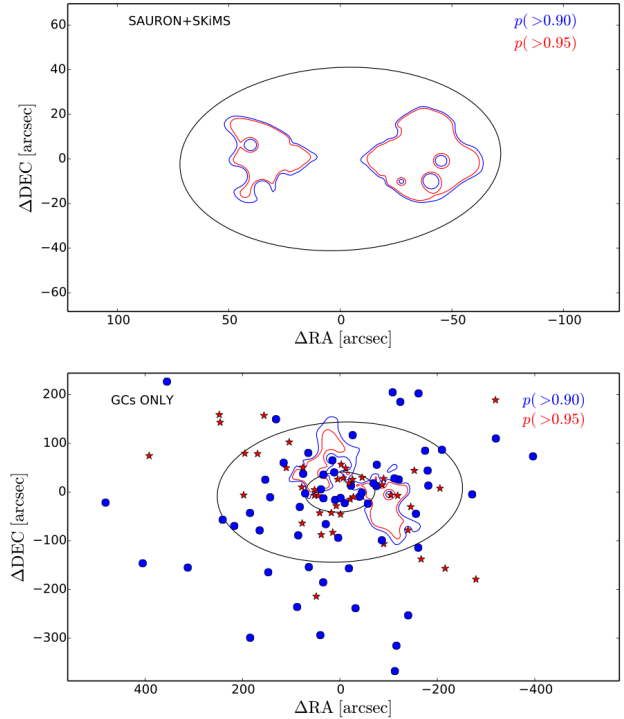 60
SAURON+SKiMS
p(>0.90)
p(>0.95)
40
20
0
−20
−40
−60
ΔDEC [arcsec]
100 50 0 −50 −100
ΔRA [arcsec]
200
GCs ONLY
p(>0.90)
p(>0.95)
100
0
−100
−200
−300
ΔDEC [arcsec]
400 200 0 −200 −400
ΔRA [arcsec]